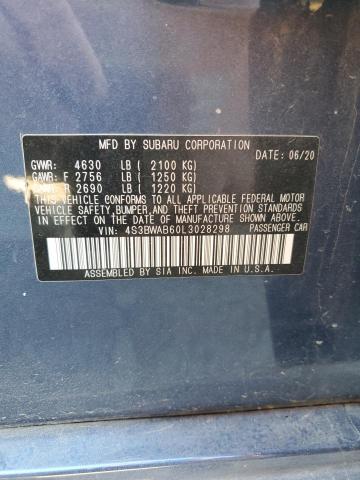 MFD BY SUBARU CORPORATION
DATE: 06/20
GWWR: 4630 LB ( 2100 KG)
GAWR: F 2756 LB ( 1250 KG)
R 2690 LB ( 1220 KG)
THIS VEHICLE CONFORMS TO ALL APPLICABLE FEDERAL MOTOR
VEHICLE SAFETY,BUMPER,AND THEFT PREVENTION STANDARDS
IN EFFECT ON THE DATE OF MANUFACTURE SHOWN ABOVE.
VIN: 4S3BWAB60L3028298 PASSENGER CAR
ASSEMBLED BY SIA INC. MADE IN U.S.A.